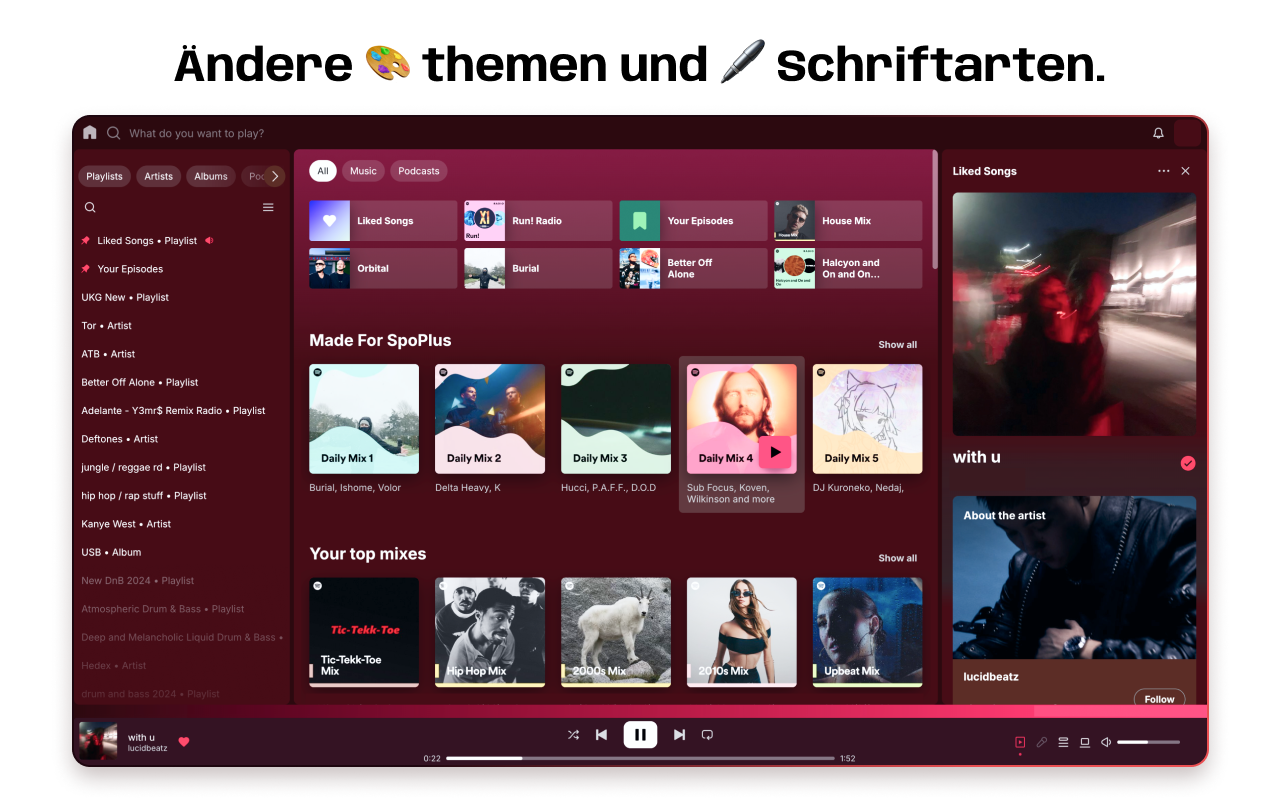 Ändere 🎨 themen und 🖋️ Schriftarten.
What do you want to play?
Playlists Artists Albums
Liked Songs • Playlist
Your Episodes
UKG New • Playlist
Tor • Artist
ATB • Artist
Better Off Alone • Playlist
Adelante - Y3mr$ Remix Radio • Playlist
Deftones • Artist
jungle / reggae rd • Playlist
hip hop / rap stuff • Playlist
Kanye West • Artist
USB • Album
New DnB 2024 • Playlist
Atmospheric Drum & Bass • Playlist
Deep and Melancholic Liquid Drum & Bass •
Hedex • Artist
drum and bass 2024 • Playlist
All Music Podcasts
Liked Songs
Run!
Run! Radio
Your Episodes
House Mix
House Mix
Orbital
Burial
Better Off
Alone
Halcyon and On and On
Halcyon and
On and On...
Made For SpoPlus
Show all
Daily Mix 1
Burial, Ishome, Volor
Daily Mix 2
Delta Heavy, K
Daily Mix 3
Hucci, P.A.F.F., D.O.D
Daily Mix 4
Sub Focus, Koven,
Wilkinson and more
Daily Mix 5
DJ Kuroneko, Nedaj,
Your top mixes
Show all
Tic-Tekk-Toe
Tic-Tekk-Toe
Mix
Hip Hop Mix
2000s Mix
2010s Mix
Upbeat Mix
Liked Songs
with u
About the artist
lucidbeatz
Follow
with u
lucidbeatz
0:22
1:52